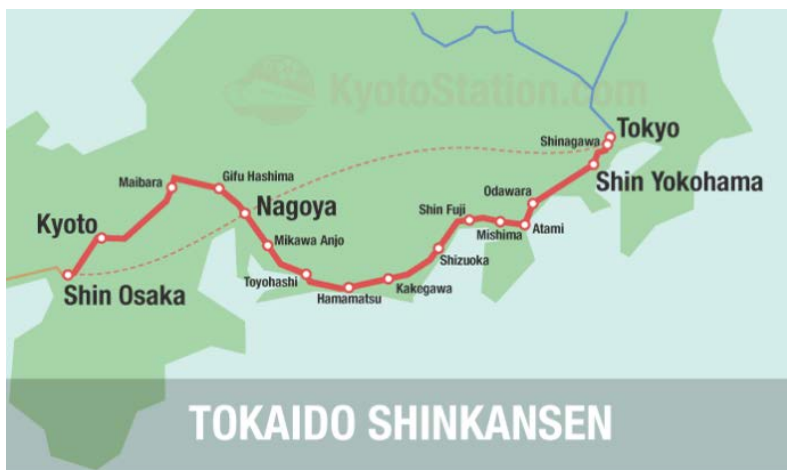 KyotoStation.com
Tokyo
Shinagawa
Shin Yokohama
Odawara
Atami
Mishima
Shin Fuji
Shizuoka
Kakegawa
Hamamatsu
Toyohashi
Mikawa Anjo
Nagoya
Gifu Hashima
Maibara
Kyoto
Shin Osaka
TOKAIDO SHINKANSEN